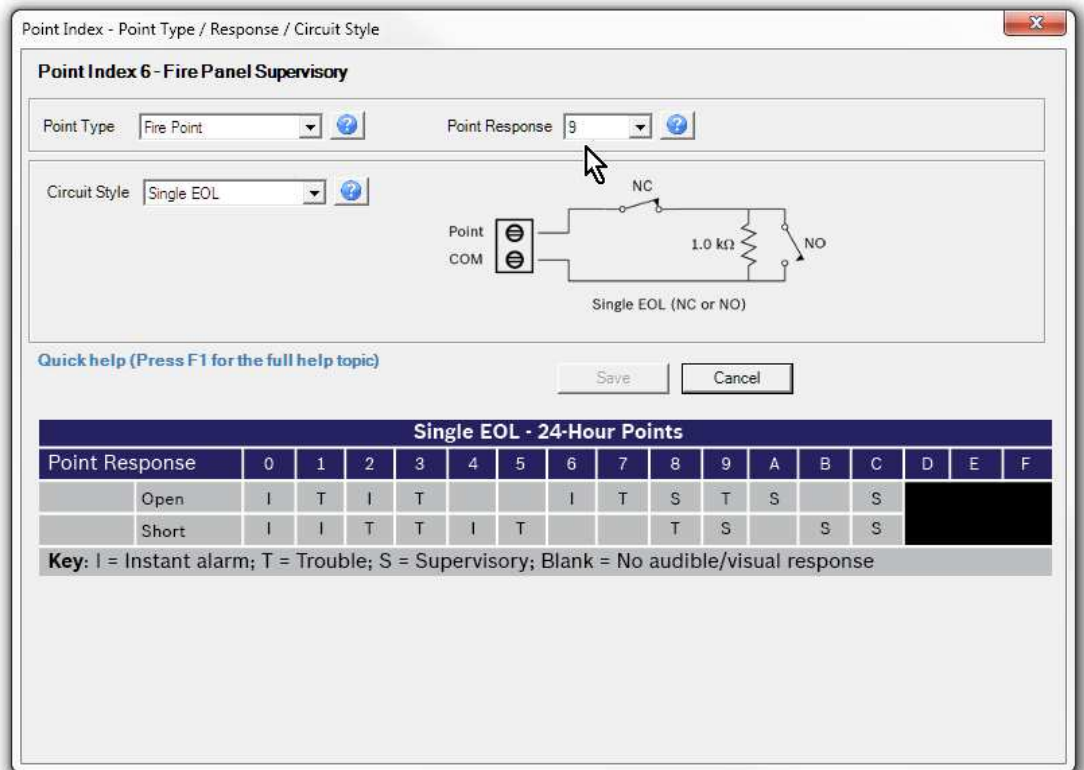 Point Index - Point Type / Response / Circuit Style
Point Index 6 - Fire Panel Supervisory
Point Type Fire Point Point Response 9
Circuit Style Single EOL
NC
Point
1.0 kΩ NO
COM
Single EOL (NC or NO)
Quick help (Press F1 for the full help topic)
Save Cancel
Single EOL - 24-Hour Points
Point Response 0 1 2 3 4 5 6 7 8 9 A B C D E F
Open I T I T I T S T S S
Short I I T T I T T S S S
Key: I = Instant alarm; T = Trouble; S = Supervisory; Blank = No audible/visual response